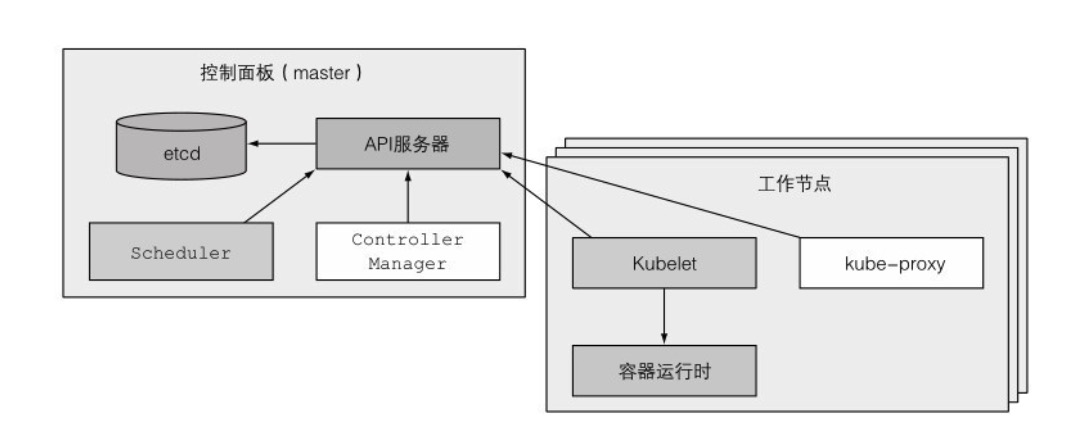 控制面板（master）
etcd
API服务器
Scheduler
Controller
Manager
工作节点
Kubelet
kube-proxy
容器运行时